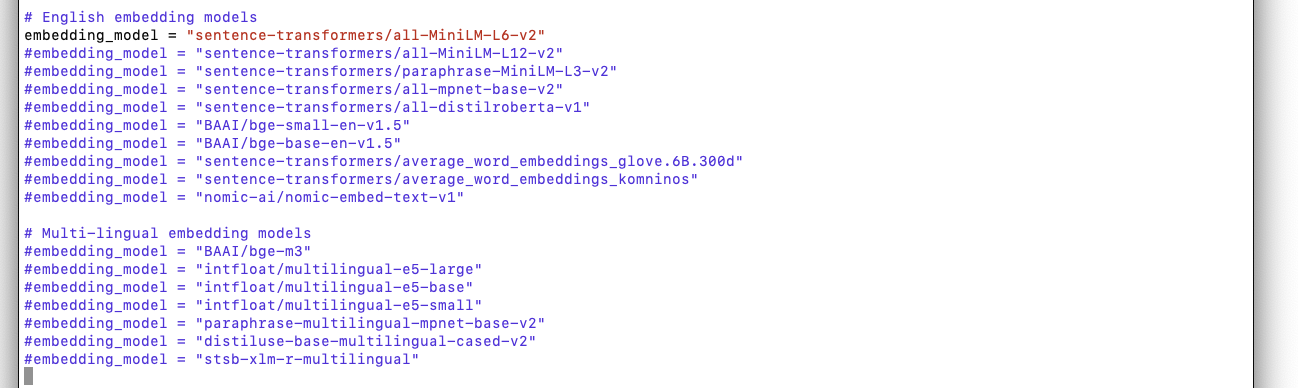 # English embedding models
embedding_model = "sentence-transformers/all-MiniLM-L6-v2"
#embedding_model = "sentence-transformers/all-MiniLM-L12-v2"
#embedding_model = "sentence-transformers/paraphrase-MiniLM-L3-v2"
#embedding_model = "sentence-transformers/all-mpnet-base-v2"
#embedding_model = "sentence-transformers/all-distilroberta-v1"
#embedding_model = "BAAI/bge-small-en-v1.5"
#embedding_model = "BAAI/bge-base-en-v1.5"
#embedding_model = "sentence-transformers/average_word_embeddings_glove.6B.300d"
#embedding_model = "sentence-transformers/average_word_embeddings_komninos"
#embedding_model = "nomic-ai/nomic-embed-text-v1"

# Multi-lingual embedding models
#embedding_model = "BAAI/bge-m3"
#embedding_model = "intfloat/multilingual-e5-large"
#embedding_model = "intfloat/multilingual-e5-base"
#embedding_model = "intfloat/multilingual-e5-small"
#embedding_model = "paraphrase-multilingual-mpnet-base-v2"
#embedding_model = "distiluse-base-multilingual-cased-v2"
#embedding_model = "stsb-xlm-r-multilingual"